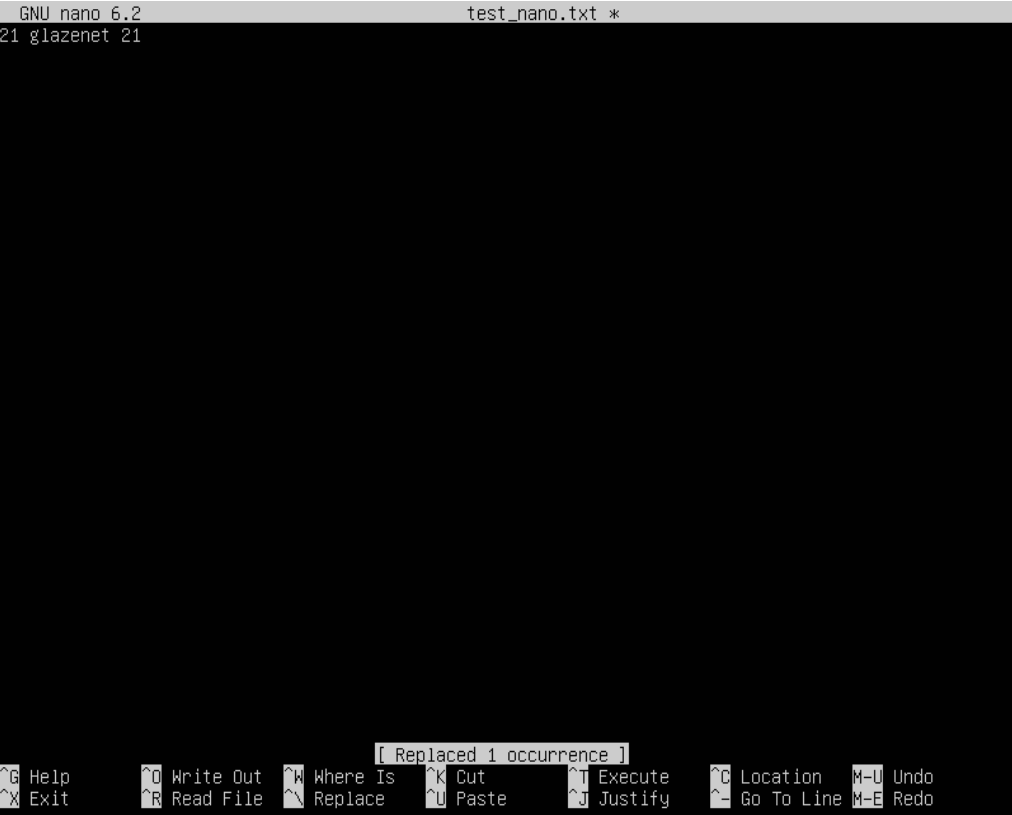 GNU nano 6.2 test_nano.txt *
21 glazenet 21
[ Replaced 1 occurrence ]
^G Help ^O Write Out ^W Where Is ^K Cut ^T Execute ^C Location M-U Undo
^X Exit ^R Read File ^\ Replace ^U Paste ^J Justify ^- Go To Line M-E Redo